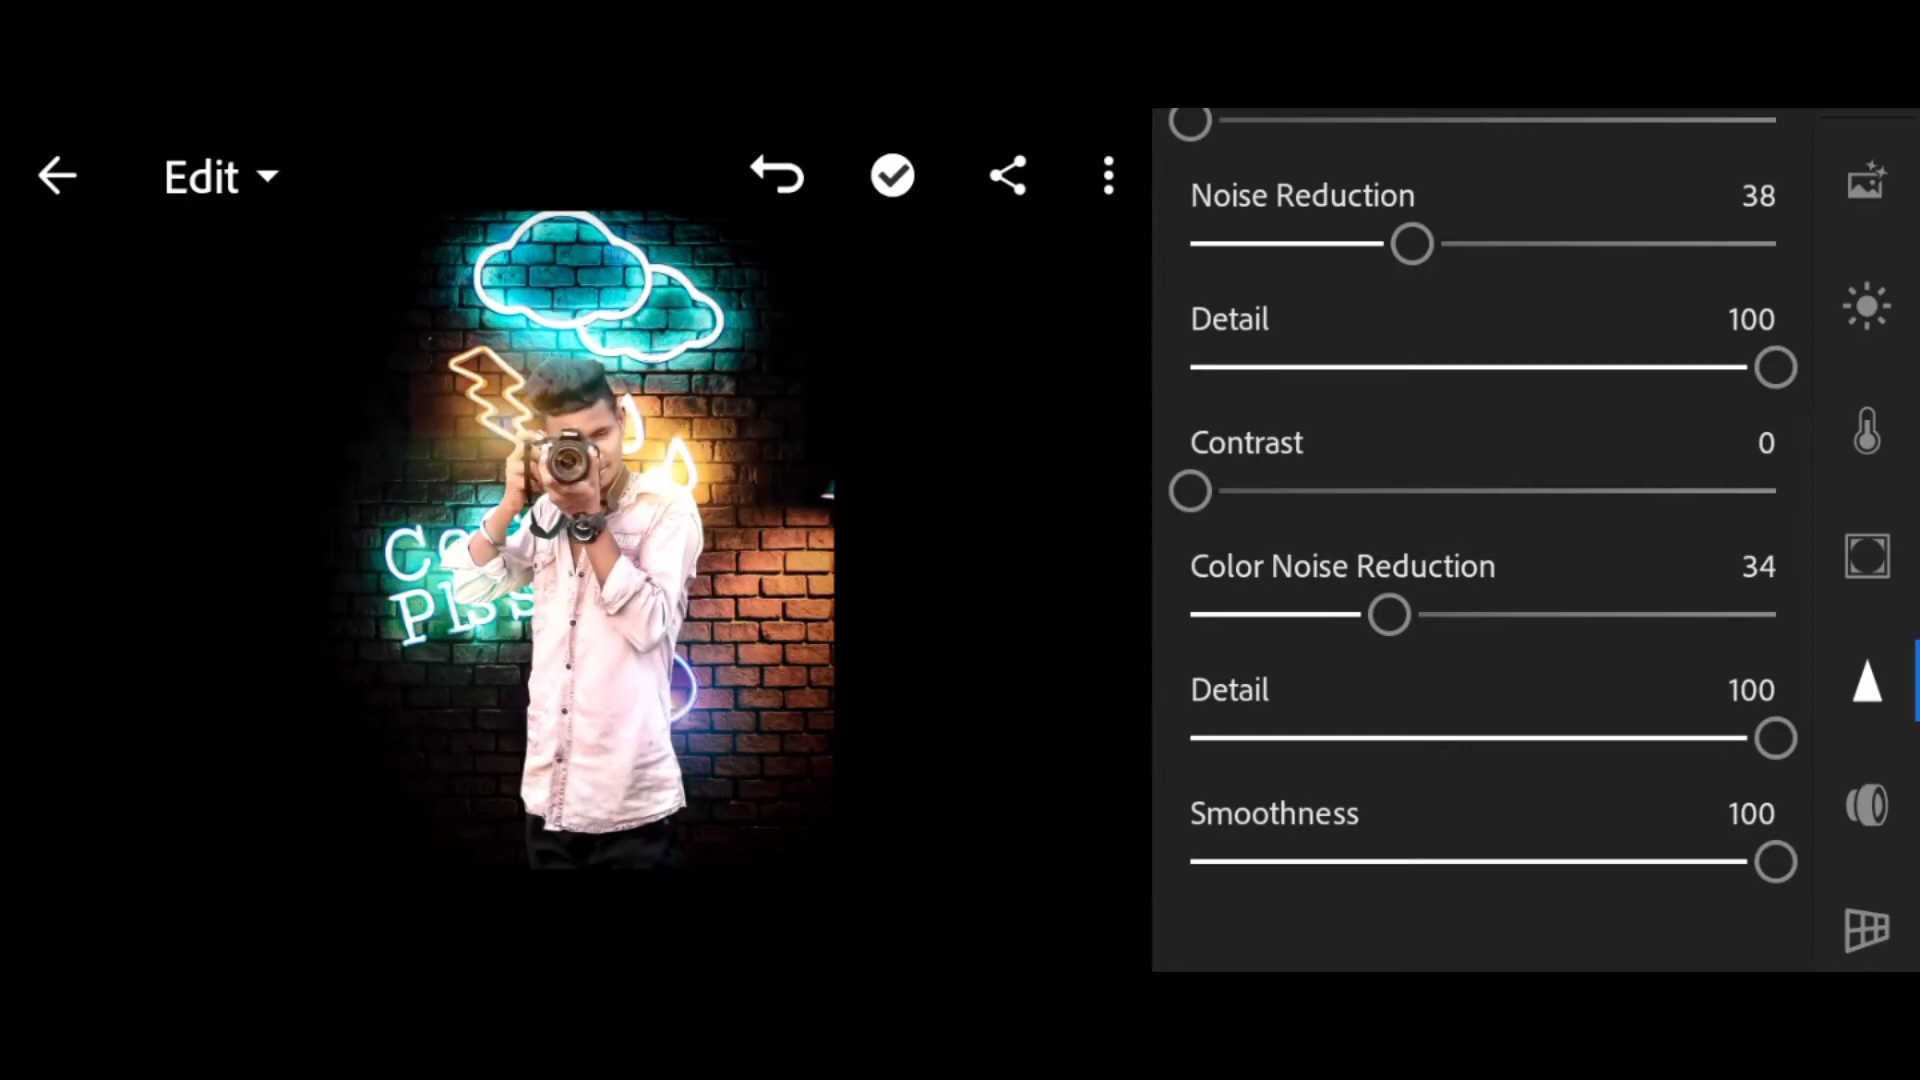 Edit
Noise Reduction 38
Detail 100
Contrast 0
Color Noise Reduction 34
Detail 100
Smoothness 100